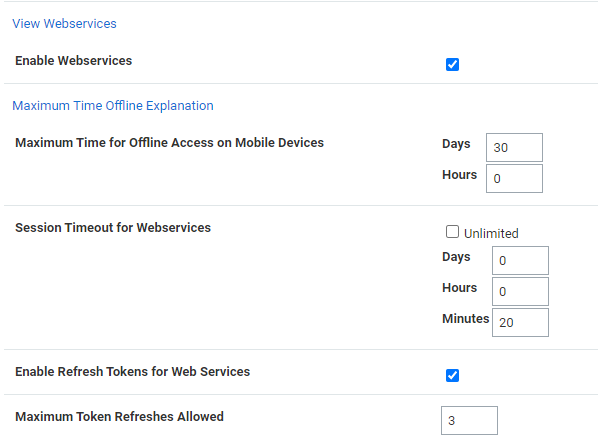 View Webservices
Enable Webservices
Maximum Time Offline Explanation
Maximum Time for Offline Access on Mobile Devices
Days 30
Hours 0
Session Timeout for Webservices
Unlimited
Days 0
Hours 0
Minutes 20
Enable Refresh Tokens for Web Services
Maximum Token Refreshes Allowed 3